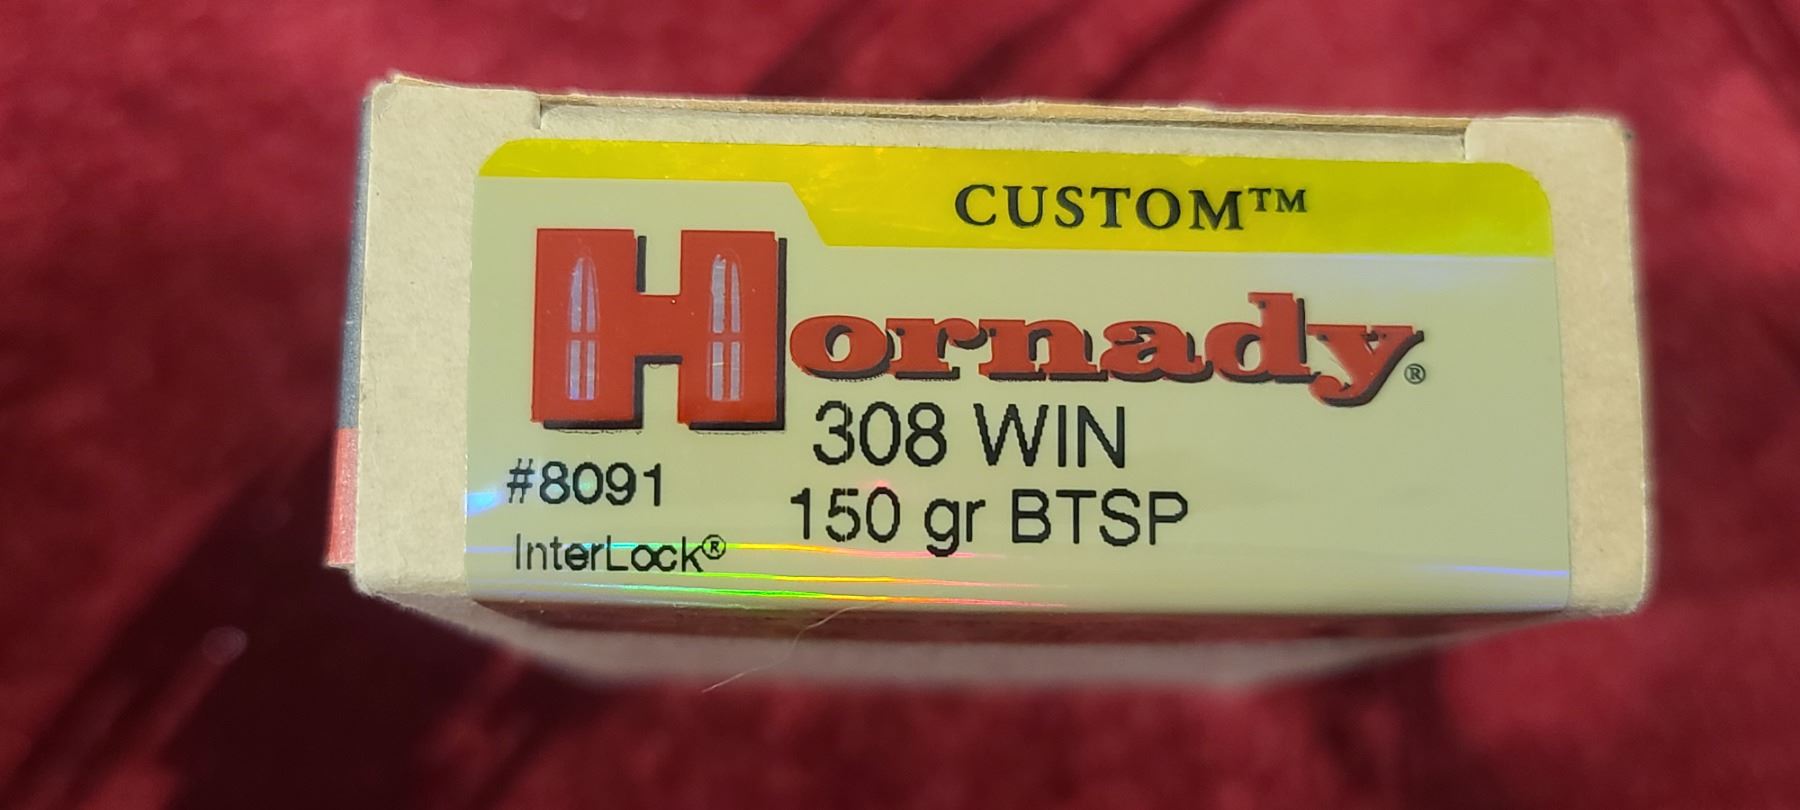 CUSTOM™
Hornady®
308 WIN
#8091
150 gr BTSP
InterLock®